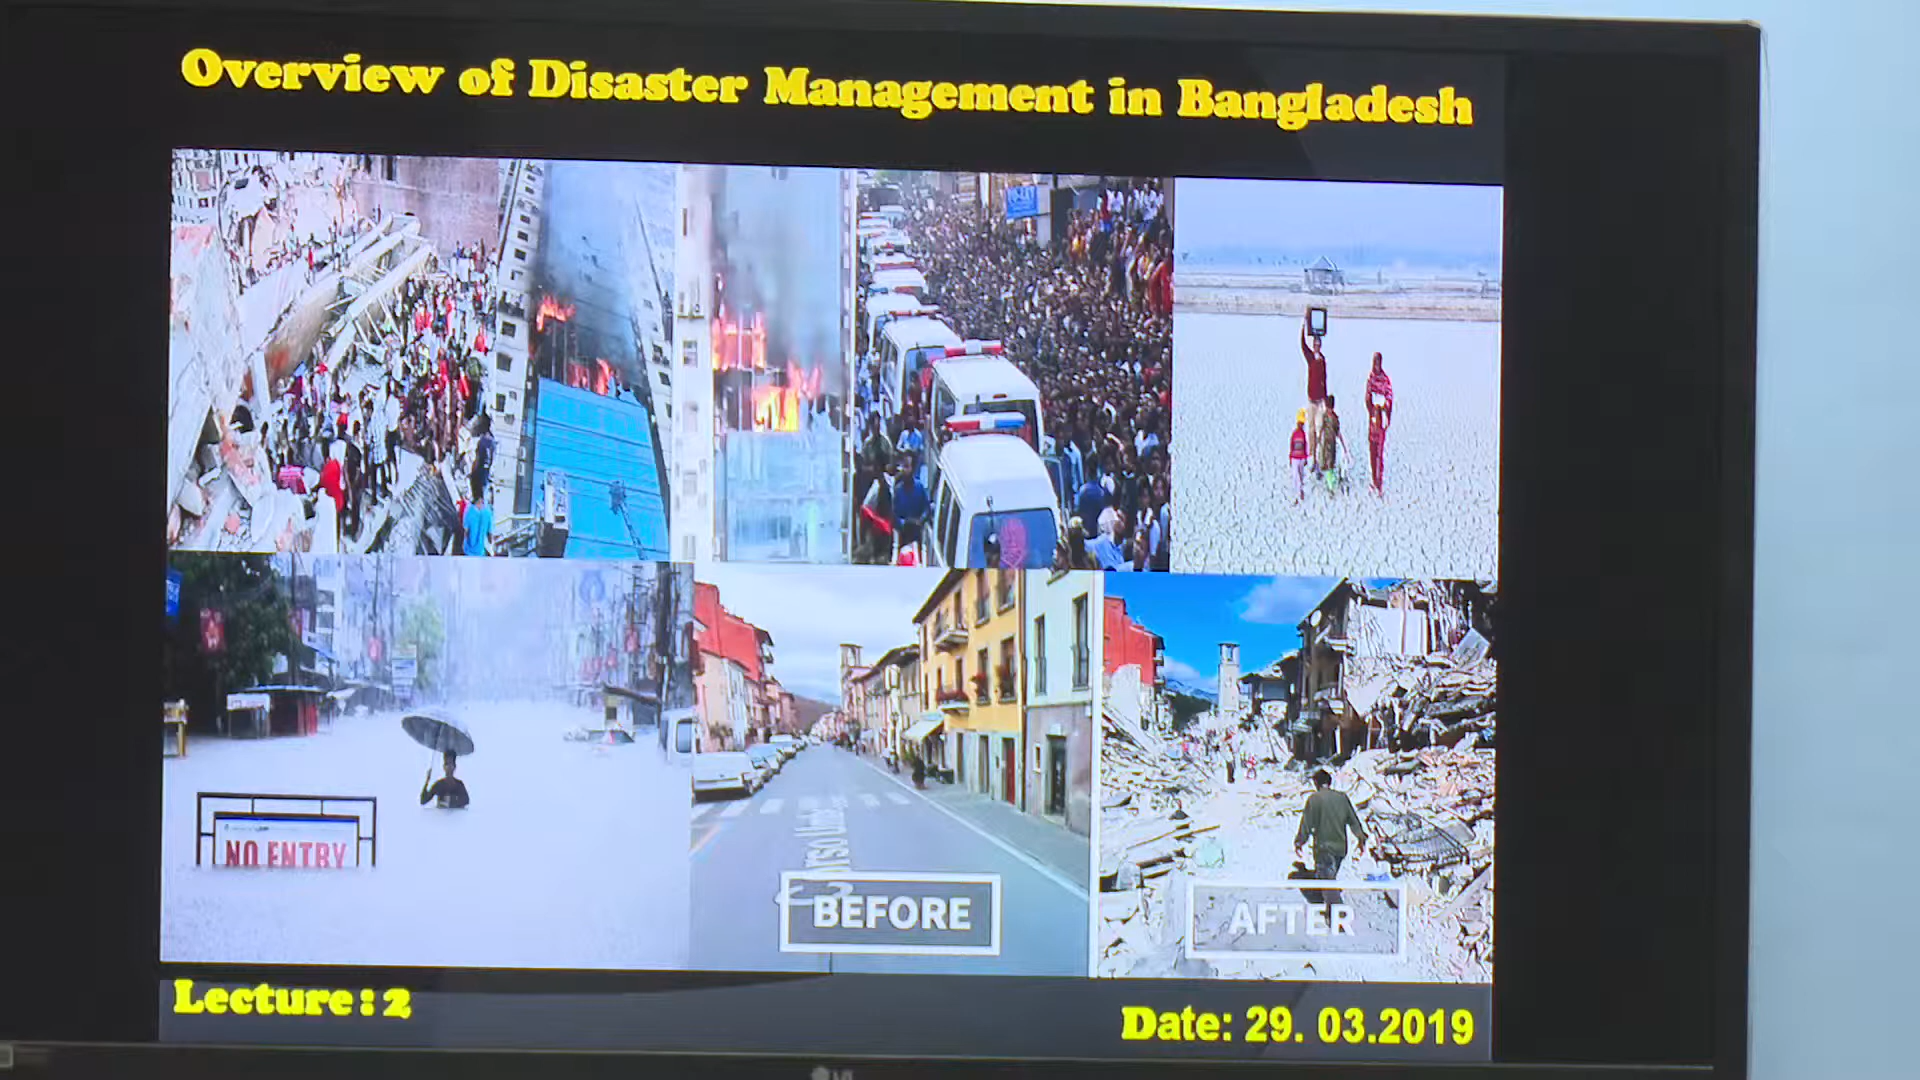 Overview of Disaster Management in Bangladesh
NO ENTRY
BEFORE
AFTER
Lecture: 2
Date: 29. 03.2019